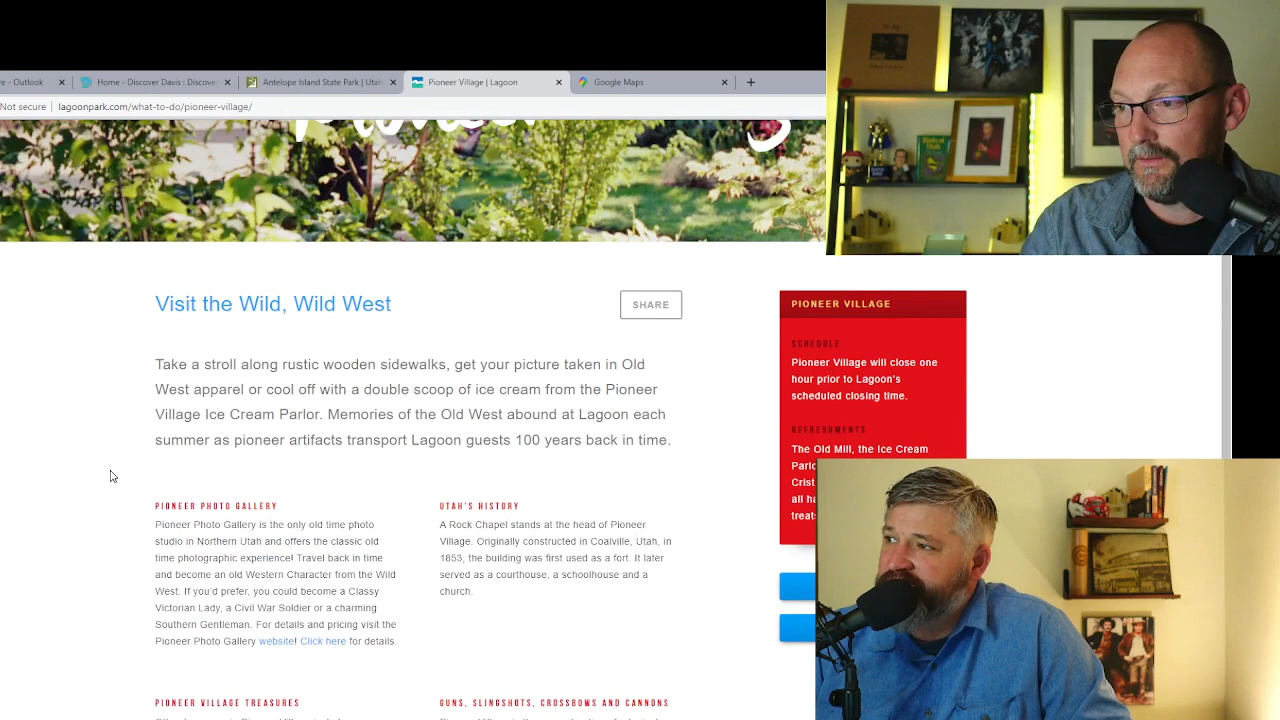 re - Outlook
Home - Discover Davis : Discove
Antelope Island State Park | Utah
Pioneer Village | Lagoon
Google Maps
Not secure
lagoonpark.com/what-to-do/pioneer-village/
Visit the Wild, Wild West
SHARE
Take a stroll along rustic wooden sidewalks, get your picture taken in Old
West apparel or cool off with a double scoop of ice cream from the Pioneer
Village Ice Cream Parlor. Memories of the Old West abound at Lagoon each
summer as pioneer artifacts transport Lagoon guests 100 years back in time.
PIONEER PHOTO GALLERY
Pioneer Photo Gallery is the only old time photo
studio in Northern Utah and offers the classic old
time photographic experience! Travel back in time
and become an old Western Character from the Wild
West. If you'd prefer, you could become a Classy
Victorian Lady, a Civil War Soldier or a charming
Southern Gentleman. For details and pricing visit the
Pioneer Photo Gallery website! Click here for details.
UTAH'S HISTORY
A Rock Chapel stands at the head of Pioneer
Village. Originally constructed in Coalville, Utah, in
1853, the building was first used as a fort. It later
served as a courthouse, a schoolhouse and a
church.
PIONEER VILLAGE TREASURES
GUNS, SLINGSHOTS, CROSSBOWS AND CANNONS
PIONEER VILLAGE
SCHEDULE
Pioneer Village will close one
hour prior to Lagoon's
scheduled closing time.
REFRESHMENTS
The Old Mill, the Ice Cream
Parlo
Crist
all ha
treats